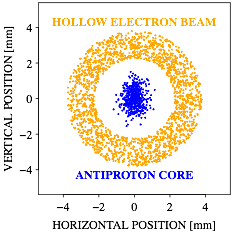 HOLLOW ELECTRON BEAM
4
2
0
−2
−4
VERTICAL POSITION [mm]
ANTIPROTON CORE
−4 −2 0 2 4
HORIZONTAL POSITION [mm]